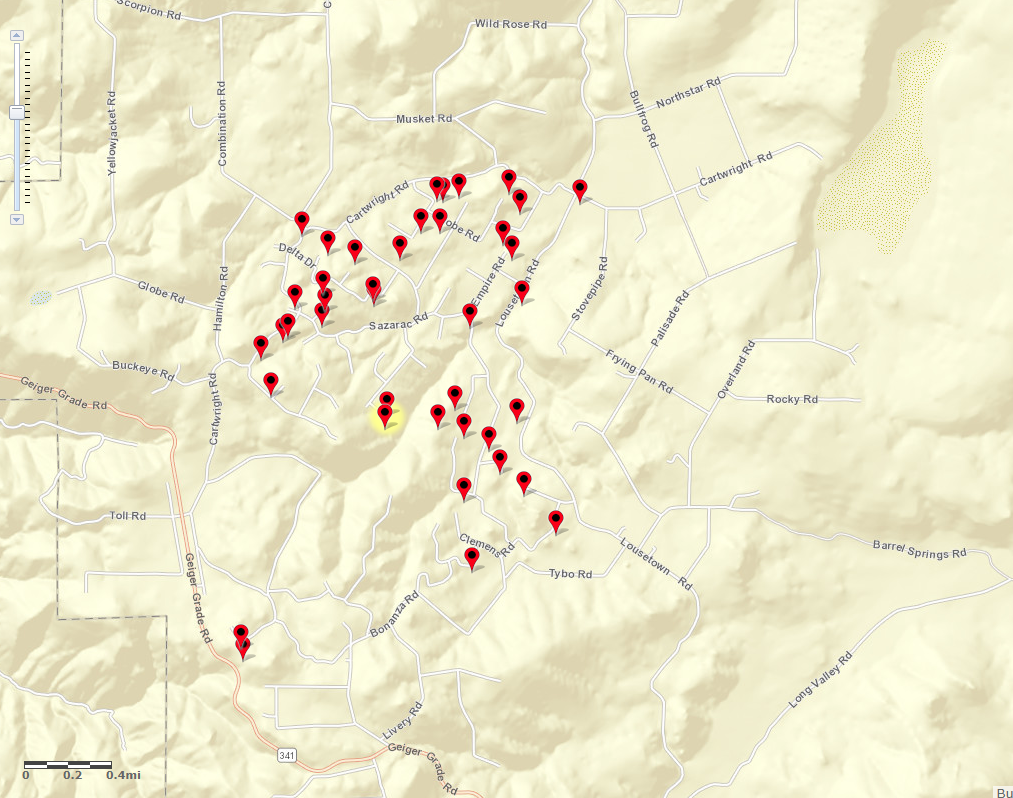 Scorpion Rd
C
Wild Rose Rd
Yellowjacket Rd
Combination Rd
Musket Rd
Bullfrog Rd
Northstar Rd
Cartwright Rd
Cartwright Rd
obe Rd
Delta Dr
Globe Rd
Hamilton Rd
Empire Rd
Stovepipe Rd
Palisade Rd
Sazarac Rd
Frying Pan Rd
Overland Rd
Buckeye Rd
Geiger Grade Rd
Cartwright Rd
Rocky Rd
Toll Rd
Geiger Grade Rd
Clemens Rd
Tybo Rd
Lousetown Rd
Barrel Springs Rd
Bonanza Rd
Long Valley Rd
Livery Rd
341
Geiger Grade Rd
0 0.2 0.4mi
Bu